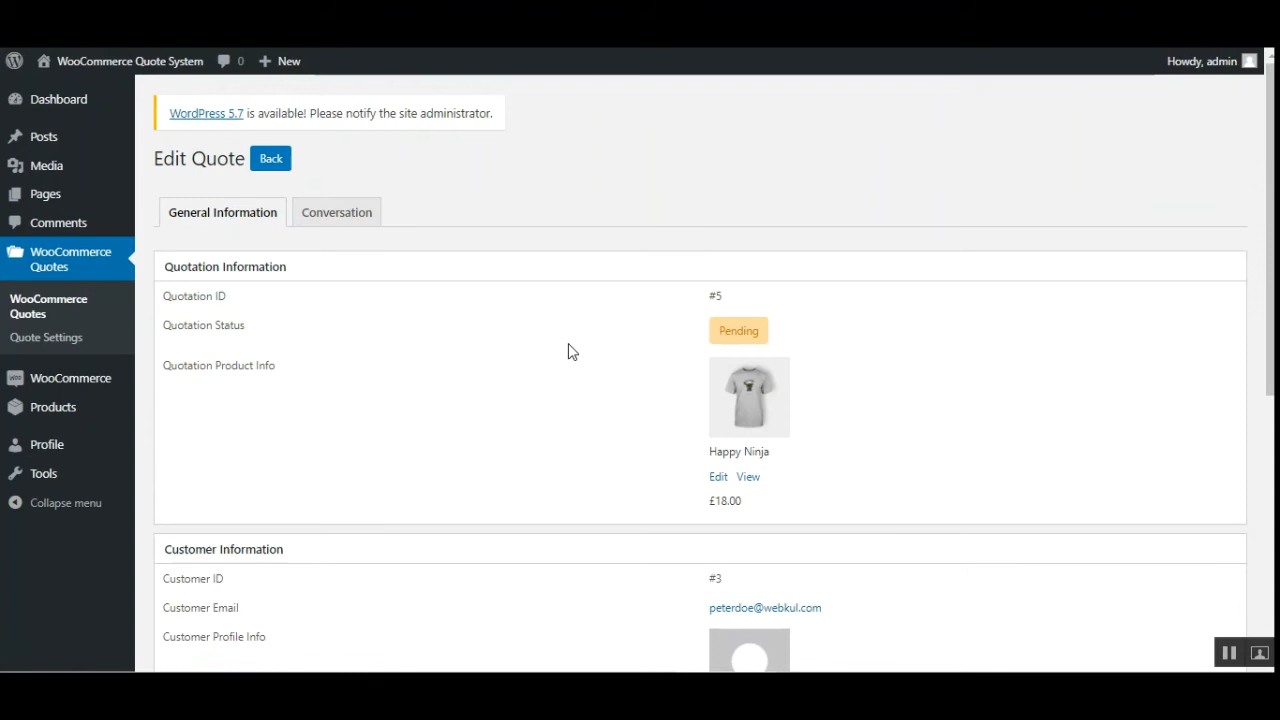 WooCommerce Quote System 0 New Howdy, admin
Dashboard
Posts
Media
Pages
Comments
WooCommerce
Quotes
WooCommerce
Quotes
Quote Settings
WooCommerce
Products
Profile
Tools
Collapse menu
WordPress 5.7 is available! Please notify the site administrator.
Edit Quote Back
General Information Conversation
Quotation Information
Quotation ID #5
Quotation Status Pending
Quotation Product Info
Happy Ninja
Edit View
£18.00
Customer Information
Customer ID #3
Customer Email peterdoe@webkul.com
Customer Profile Info